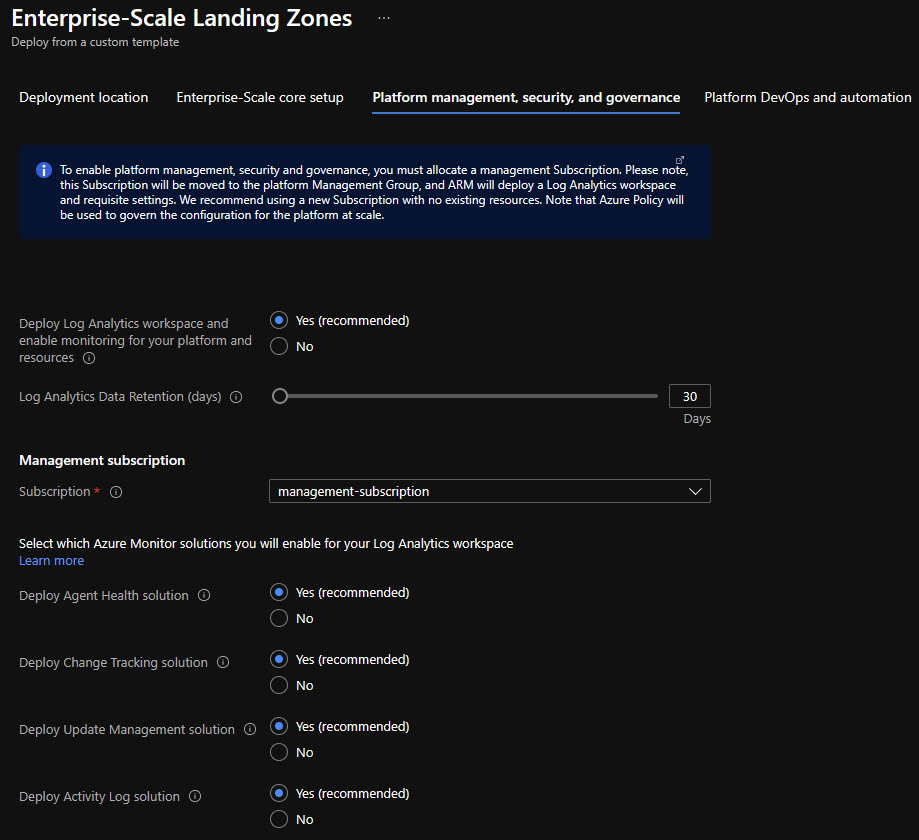 Enterprise-Scale Landing Zones ...
Deploy from a custom template
Deployment location Enterprise-Scale core setup Platform management, security, and governance Platform DevOps and automation
To enable platform management, security and governance, you must allocate a management Subscription. Please note,
this Subscription will be moved to the platform Management Group, and ARM will deploy a Log Analytics workspace
and requisite settings. We recommend using a new Subscription with no existing resources. Note that Azure Policy will
be used to govern the configuration for the platform at scale.
Deploy Log Analytics workspace and
enable monitoring for your platform and
resources
Yes (recommended)
No
Log Analytics Data Retention (days)
30
Days
Management subscription
Subscription *
management-subscription
Select which Azure Monitor solutions you will enable for your Log Analytics workspace
Learn more
Deploy Agent Health solution
Yes (recommended)
No
Deploy Change Tracking solution
Yes (recommended)
No
Deploy Update Management solution
Yes (recommended)
No
Deploy Activity Log solution
Yes (recommended)
No